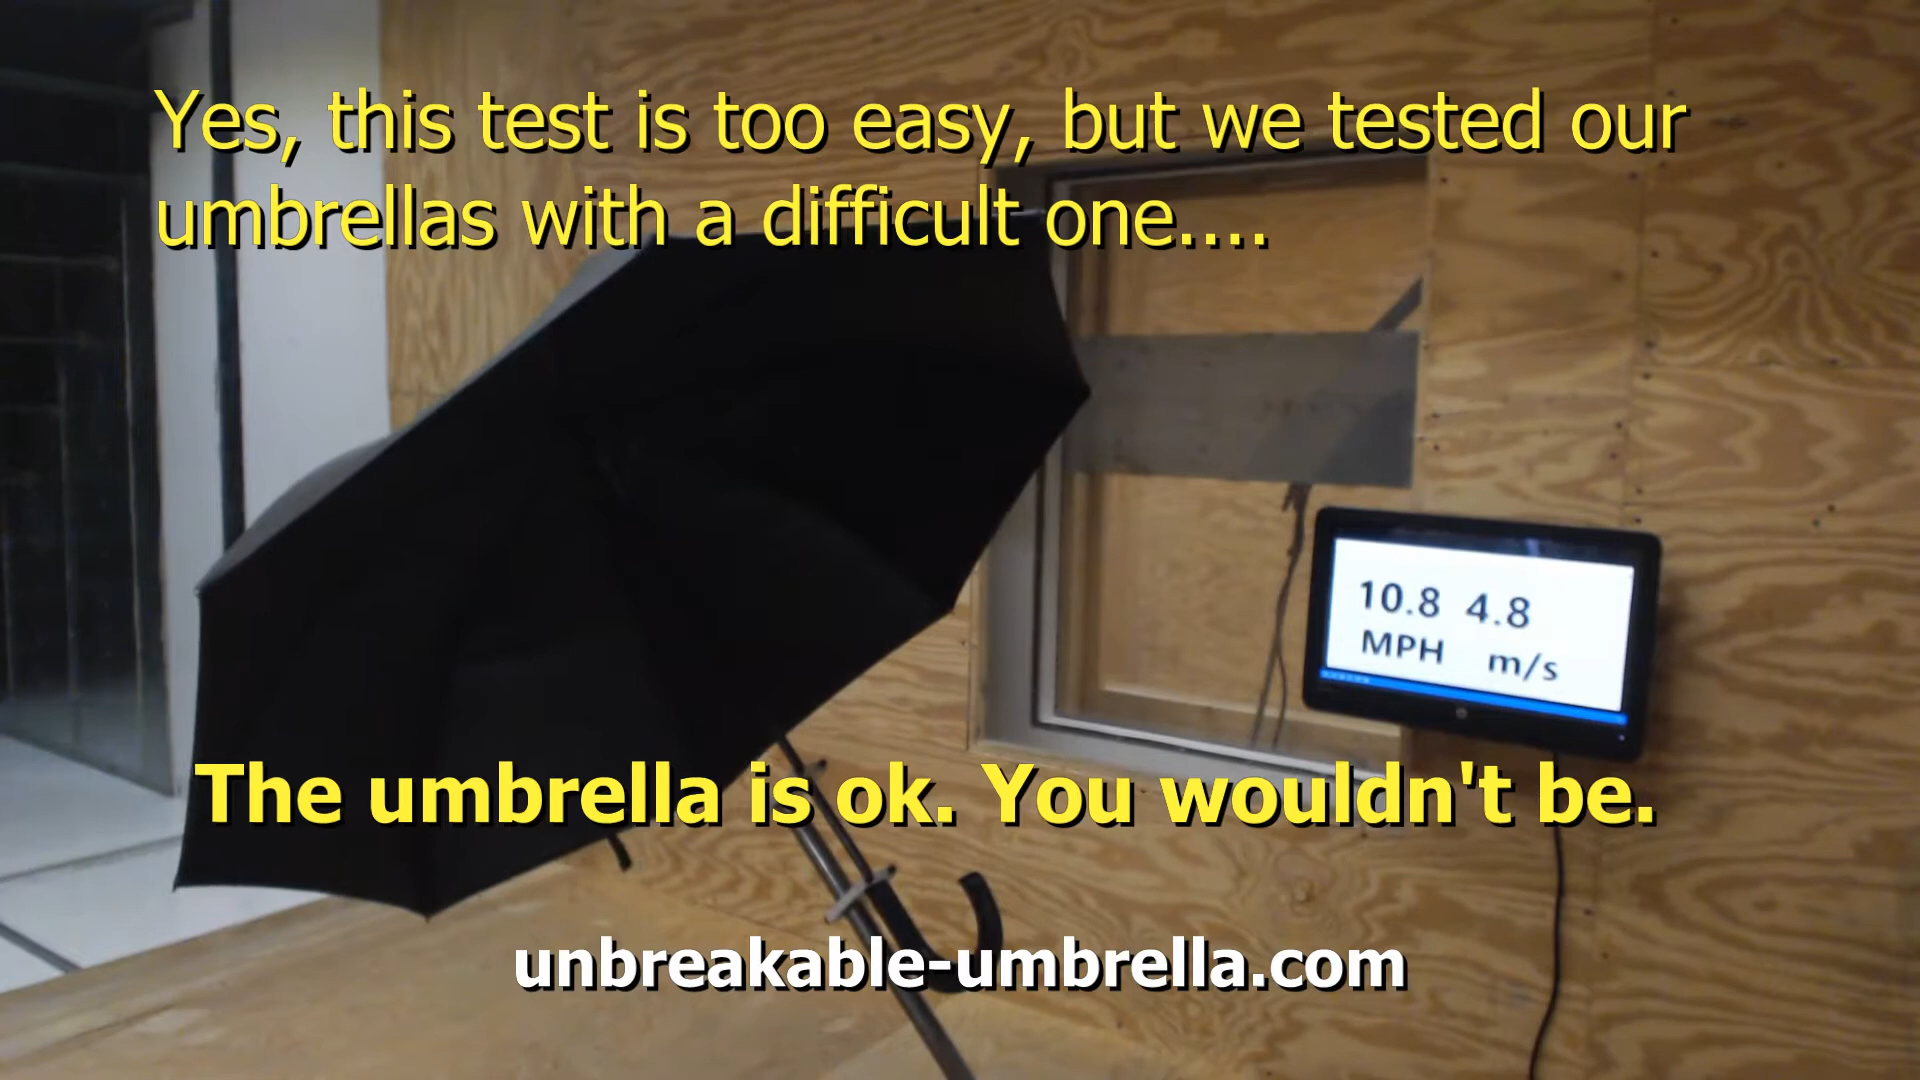 Yes, this test is too easy, but we tested our
umbrellas with a difficult one....
10.8 4.8
MPH m/s
The umbrella is ok. You wouldn't be.
unbreakable-umbrella.com